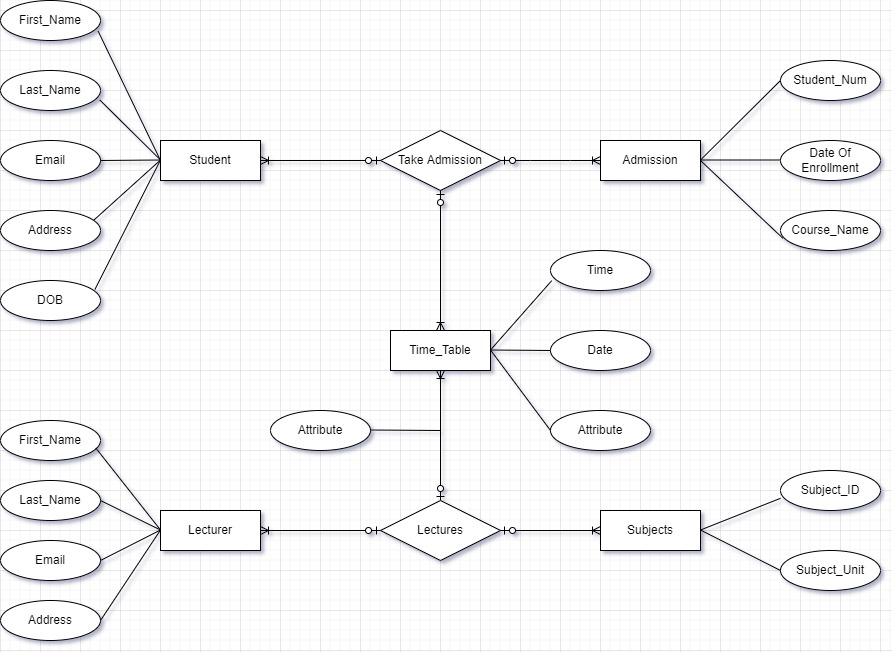 First_Name
Last_Name
Email
Address
DOB
Student
Take Admission
Admission
Student_Num
Date Of
Enrollment
Course_Name
Time_Table
Time
Date
Attribute
Attribute
First_Name
Last_Name
Email
Address
Lecturer
Lectures
Subjects
Subject_ID
Subject_Unit